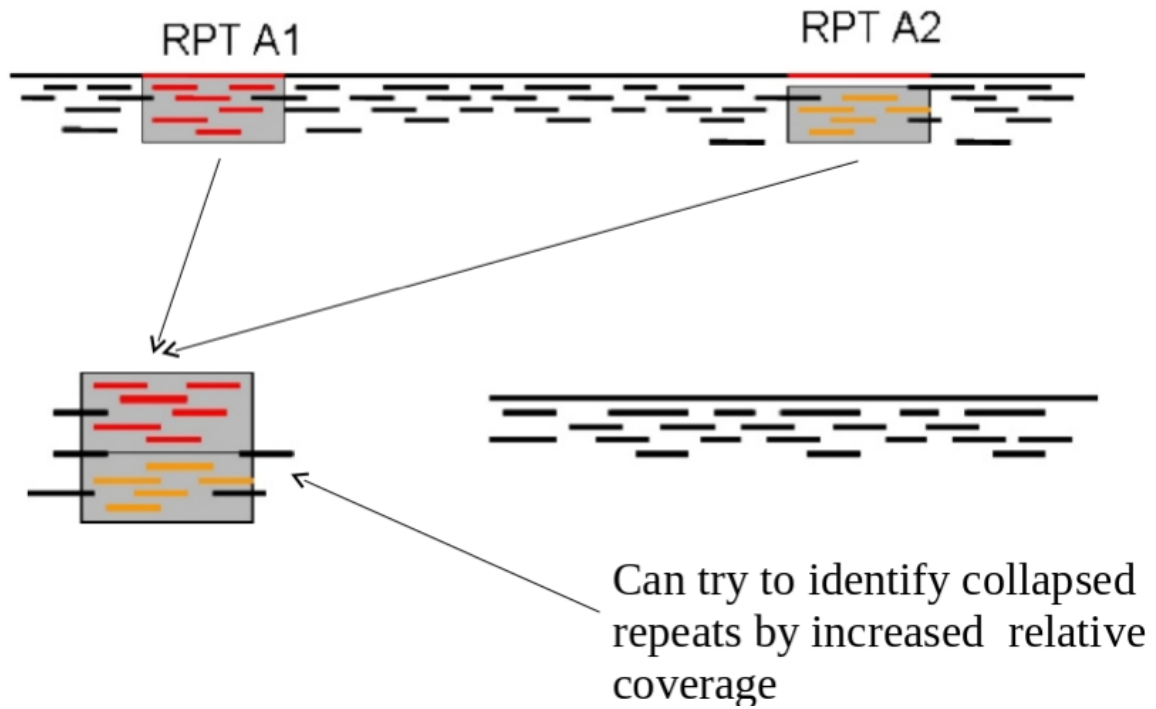 RPT A1
RPT A2
Can try to identify collapsed
repeats by increased relative
coverage